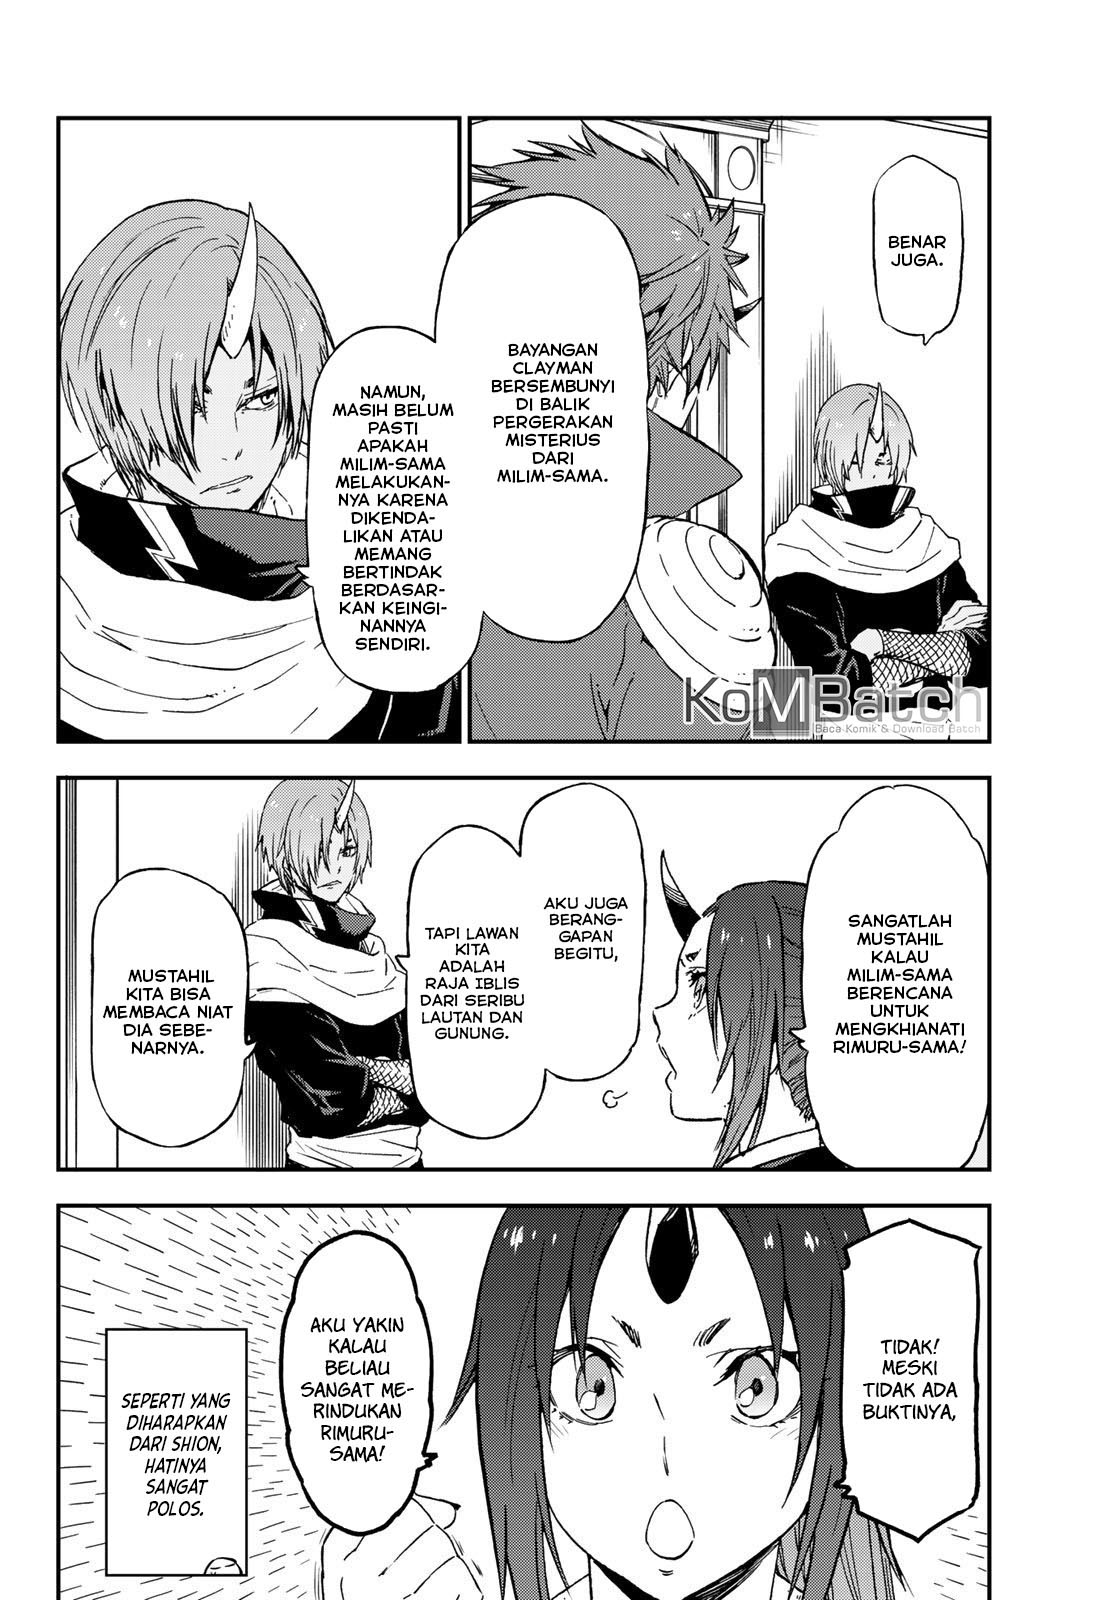 BENAR
JUGA.
BAYANGAN
CLAYMAN
BERSEMBUNYI
DI BALIK
PERGERAKAN
MISTERIUS
DARI
MILIM-SAMA.
NAMUN,
MASIH BELUM
PASTI
APAKAH
MILIM-SAMA
MELAKUKAN-
NYA KARENA
DIKENDA-
LIKAN ATAU
MEMANG
BERTINDAK
BERDASAR-
KAN KEINGI-
NANNYA
SENDIRI.
KoMBatch
Baca Komik & Download Batch
SANGATLAH
MUSTAHIL
KALAU
MILIM-SAMA
BERENCANA
UNTUK
MENGKHIANATI
RIMURU-SAMA!
AKU JUGA
BERANG-
GAPAN
BEGITU,
TAPI LAWAN
KITA
ADALAH
RAJA IBLIS
DARI SERIBU
LAUTAN DAN
GUNUNG.
MUSTAHIL
KITA BISA
MEMBACA NIAT
DIA SEBE-
NARNYA.
TIDAK!
MESKI
TIDAK ADA
BUKTINYA,
AKU YAKIN
KALAU
BELIAU
SANGAT ME-
RINDUKAN
RIMURU-
SAMA!
SEPERTI YANG
DIHARAPKAN
DARI SHION,
HATINYA
SANGAT
POLOS.